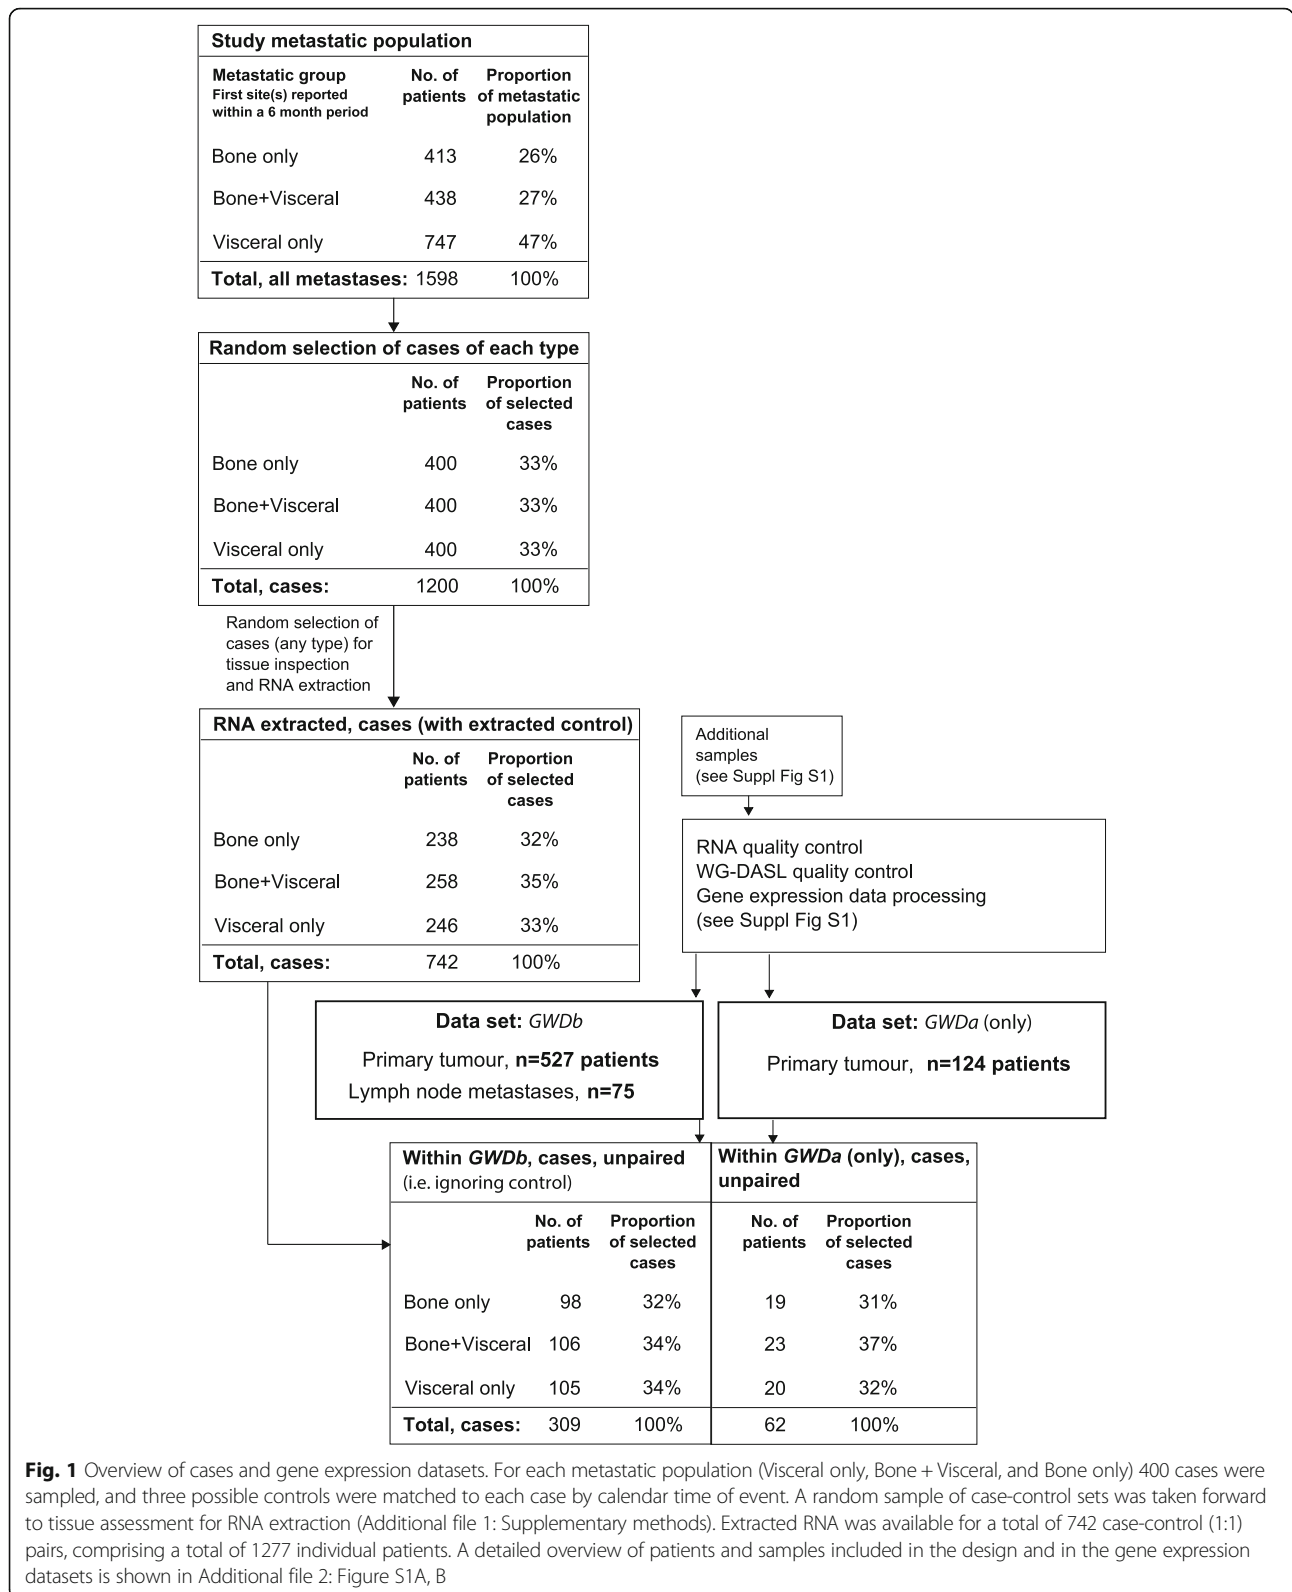 Study metastatic population
Metastatic group No. of Proportion
First site(s) reported patients of metastatic
within a 6 month period population
Bone only 413 26%
Bone+Visceral 438 27%
Visceral only 747 47%
Total, all metastases: 1598 100%
Random selection of cases of each type
No. of Proportion
patients of selected
cases
Bone only 400 33%
Bone+Visceral 400 33%
Visceral only 400 33%
Total, cases: 1200 100%
Random selection of
cases (any type) for
tissue inspection
and RNA extraction
RNA extracted, cases (with extracted control)
No. of Proportion
patients of selected
cases
Bone only 238 32%
Bone+Visceral 258 35%
Visceral only 246 33%
Total, cases: 742 100%
Additional
samples
(see Suppl Fig S1)
RNA quality control
WG-DASL quality control
Gene expression data processing
(see Suppl Fig S1)
Data set: GWDb
Primary tumour, n=527 patients
Lymph node metastases, n=75
Data set: GWDa (only)
Primary tumour, n=124 patients
Within GWDb, cases, unpaired
(i.e. ignoring control)
No. of Proportion
patients of selected
cases
Bone only 98 32%
Bone+Visceral 106 34%
Visceral only 105 34%
Total, cases: 309 100%
Within GWDa (only), cases,
unpaired
No. of Proportion
patients of selected
cases
19 31%
23 37%
20 32%
62 100%
Fig. 1 Overview of cases and gene expression datasets. For each metastatic population (Visceral only, Bone + Visceral, and Bone only) 400 cases were
sampled, and three possible controls were matched to each case by calendar time of event. A random sample of case-control sets was taken forward
to tissue assessment for RNA extraction (Additional file 1: Supplementary methods). Extracted RNA was available for a total of 742 case-control (1:1)
pairs, comprising a total of 1277 individual patients. A detailed overview of patients and samples included in the design and in the gene expression
datasets is shown in Additional file 2: Figure S1A, B